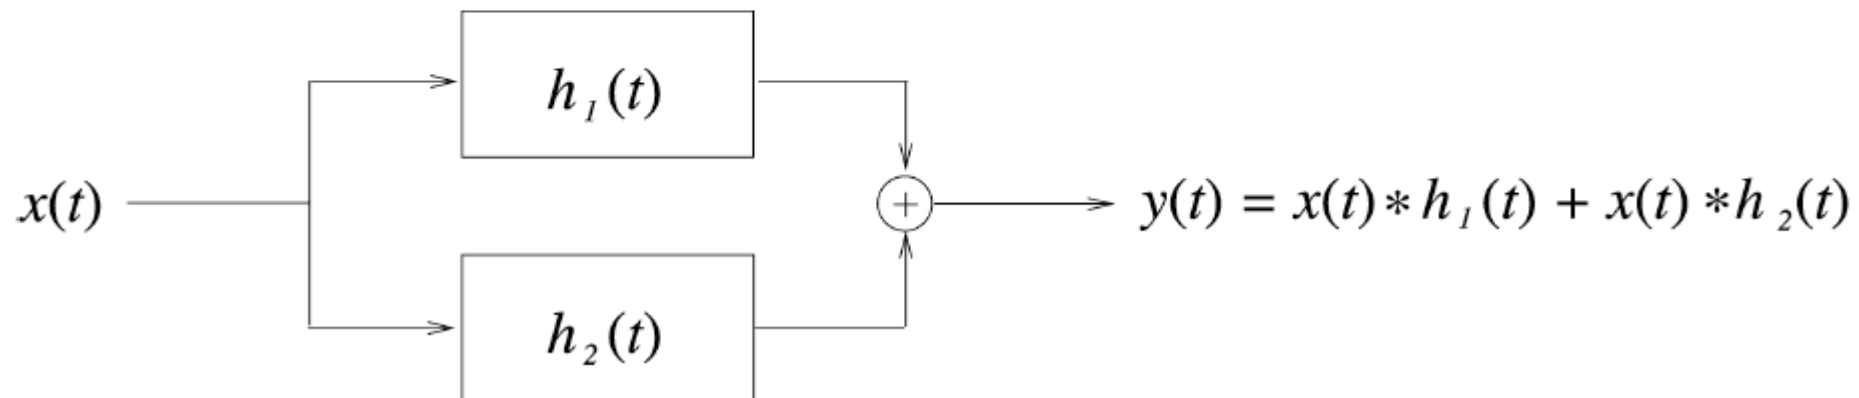 h₁(t)
x(t)
+
y(t) = x(t)*h₁(t) + x(t)*h₂(t)
h₂(t)